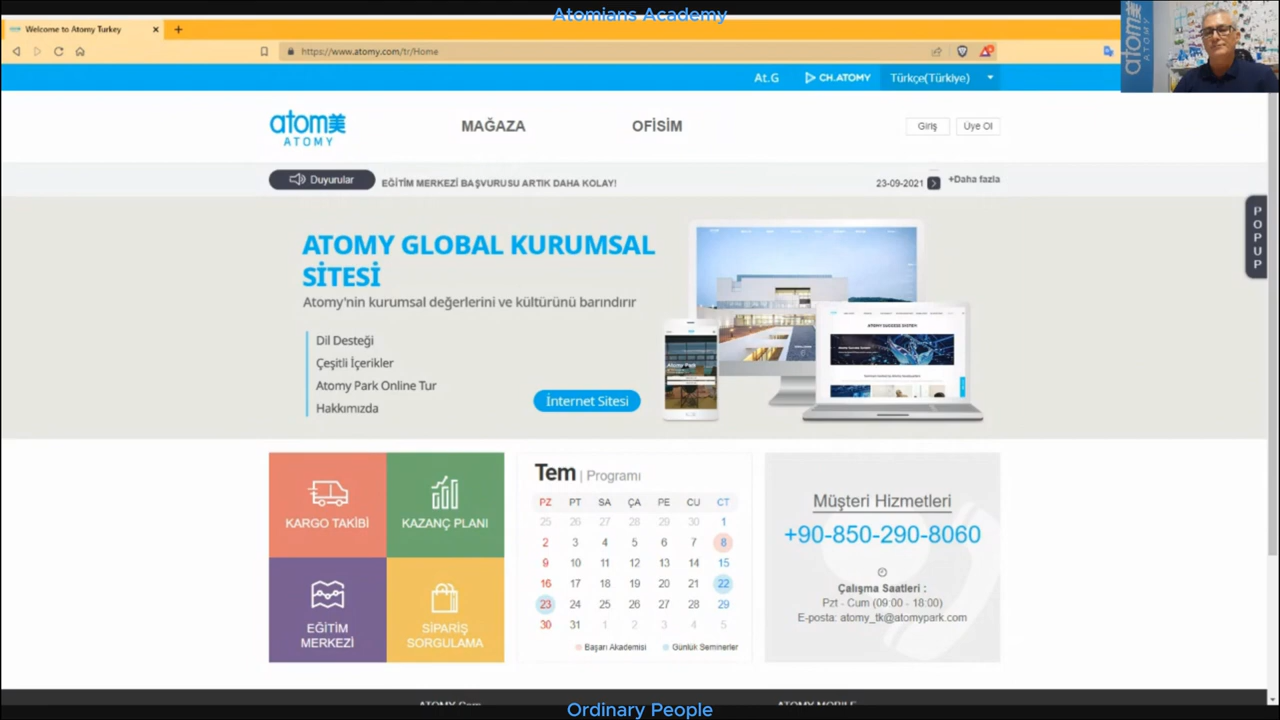 Atomians Academy
Welcome to Atomy Turkey
https://www.atomy.com/tr/Home
At.G
CH.ATOMY
Türkçe(Türkiye)
atom美
ATOMY
MAĞAZA
OFİSİM
Giriş
Üye Ol
Duyurular
EĞİTİM MERKEZİ BAŞVURUSU ARTIK DAHA KOLAY!
23-09-2021
+Daha fazla
POPUP
ATOMY GLOBAL KURUMSAL
SİTESİ
Atomy'nin kurumsal değerlerini ve kültürünü barındırır
Dil Desteği
Çeşitli İçerikler
Atomy Park Online Tur
Hakkımızda
İnternet Sitesi
ATOMY SUCCESS SYSTEM
KARGO TAKİBİ
KAZANÇ PLANI
EĞİTİM
MERKEZİ
SİPARİŞ
SORGULAMA
Tem | Programı
PZ PT SA ÇA PE CU CT
25 26 27 28 29 30 1
2 3 4 5 6 7 8
9 10 11 12 13 14 15
16 17 18 19 20 21 22
23 24 25 26 27 28 29
30 31 1 2 3 4 5
Başarı Akademisi
Günlük Seminerler
Müşteri Hizmetleri
+90-850-290-8060
Çalışma Saatleri :
Pzt - Cum (09:00 - 18:00)
E-posta: atomy_tk@atomypark.com
Ordinary People